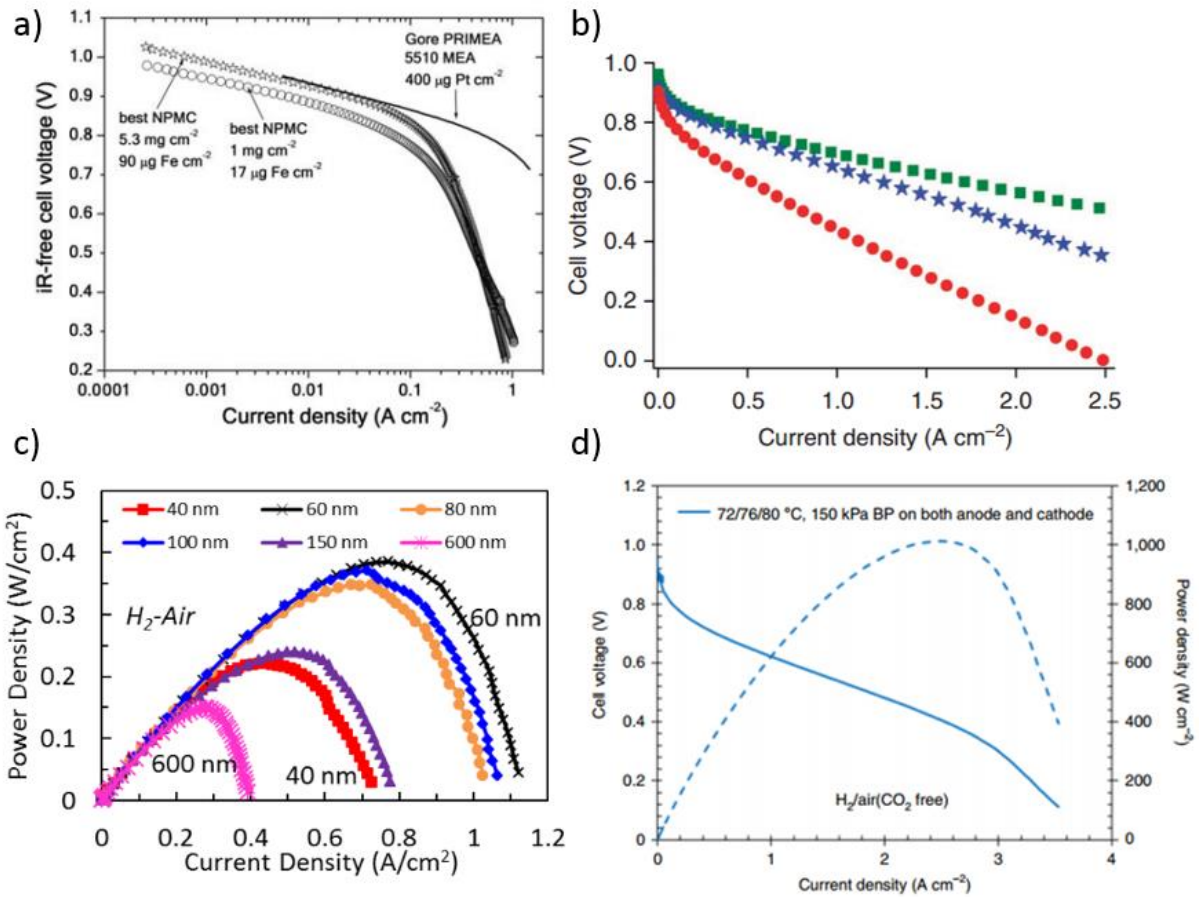 a)
1.1
1.0
0.9
0.8
0.7
0.6
0.5
0.4
0.3
0.2
iR-free cell voltage (V)
Gore PRIMEA
5510 MEA
400 µg Pt cm⁻²
best NPMC
5.3 mg cm⁻²
90 µg Fe cm⁻²
best NPMC
1 mg cm⁻²
17 µg Fe cm⁻²
0.0001 0.001 0.01 0.1 1
Current density (A cm⁻²)
b)
1.0
0.8
0.6
0.4
0.2
0.0
Cell voltage (V)
0.0 0.5 1.0 1.5 2.0 2.5
Current density (A cm⁻²)
c)
0.5
0.4
0.3
0.2
0.1
0
Power Density (W/cm²)
40 nm 60 nm 80 nm
100 nm 150 nm 600 nm
H₂-Air
60 nm
600 nm
40 nm
0 0.2 0.4 0.6 0.8 1 1.2
Current Density (A/cm²)
d)
1.2
1.0
0.8
0.6
0.4
0.2
0
Cell voltage (V)
72/76/80 °C, 150 kPa BP on both anode and cathode
H₂/air(CO₂ free)
1,200
1,000
800
600
400
200
0
Power density (W cm⁻²)
0 1 2 3 4
Current density (A cm⁻²)